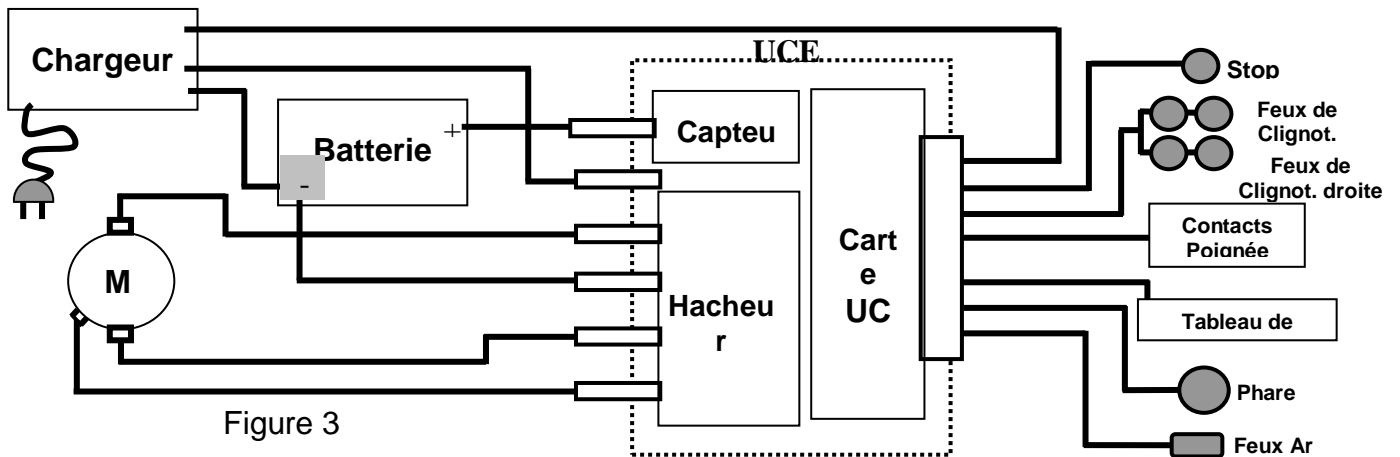 UCE
Chargeur
Stop
Feux de
Clignot.
Capteu
Batterie
+
-
Feux de
Clignot. droite
Contacts
Poignée
Cart
e
UC
M
Hacheu
r
Tableau de
Phare
Figure 3
Feux Ar